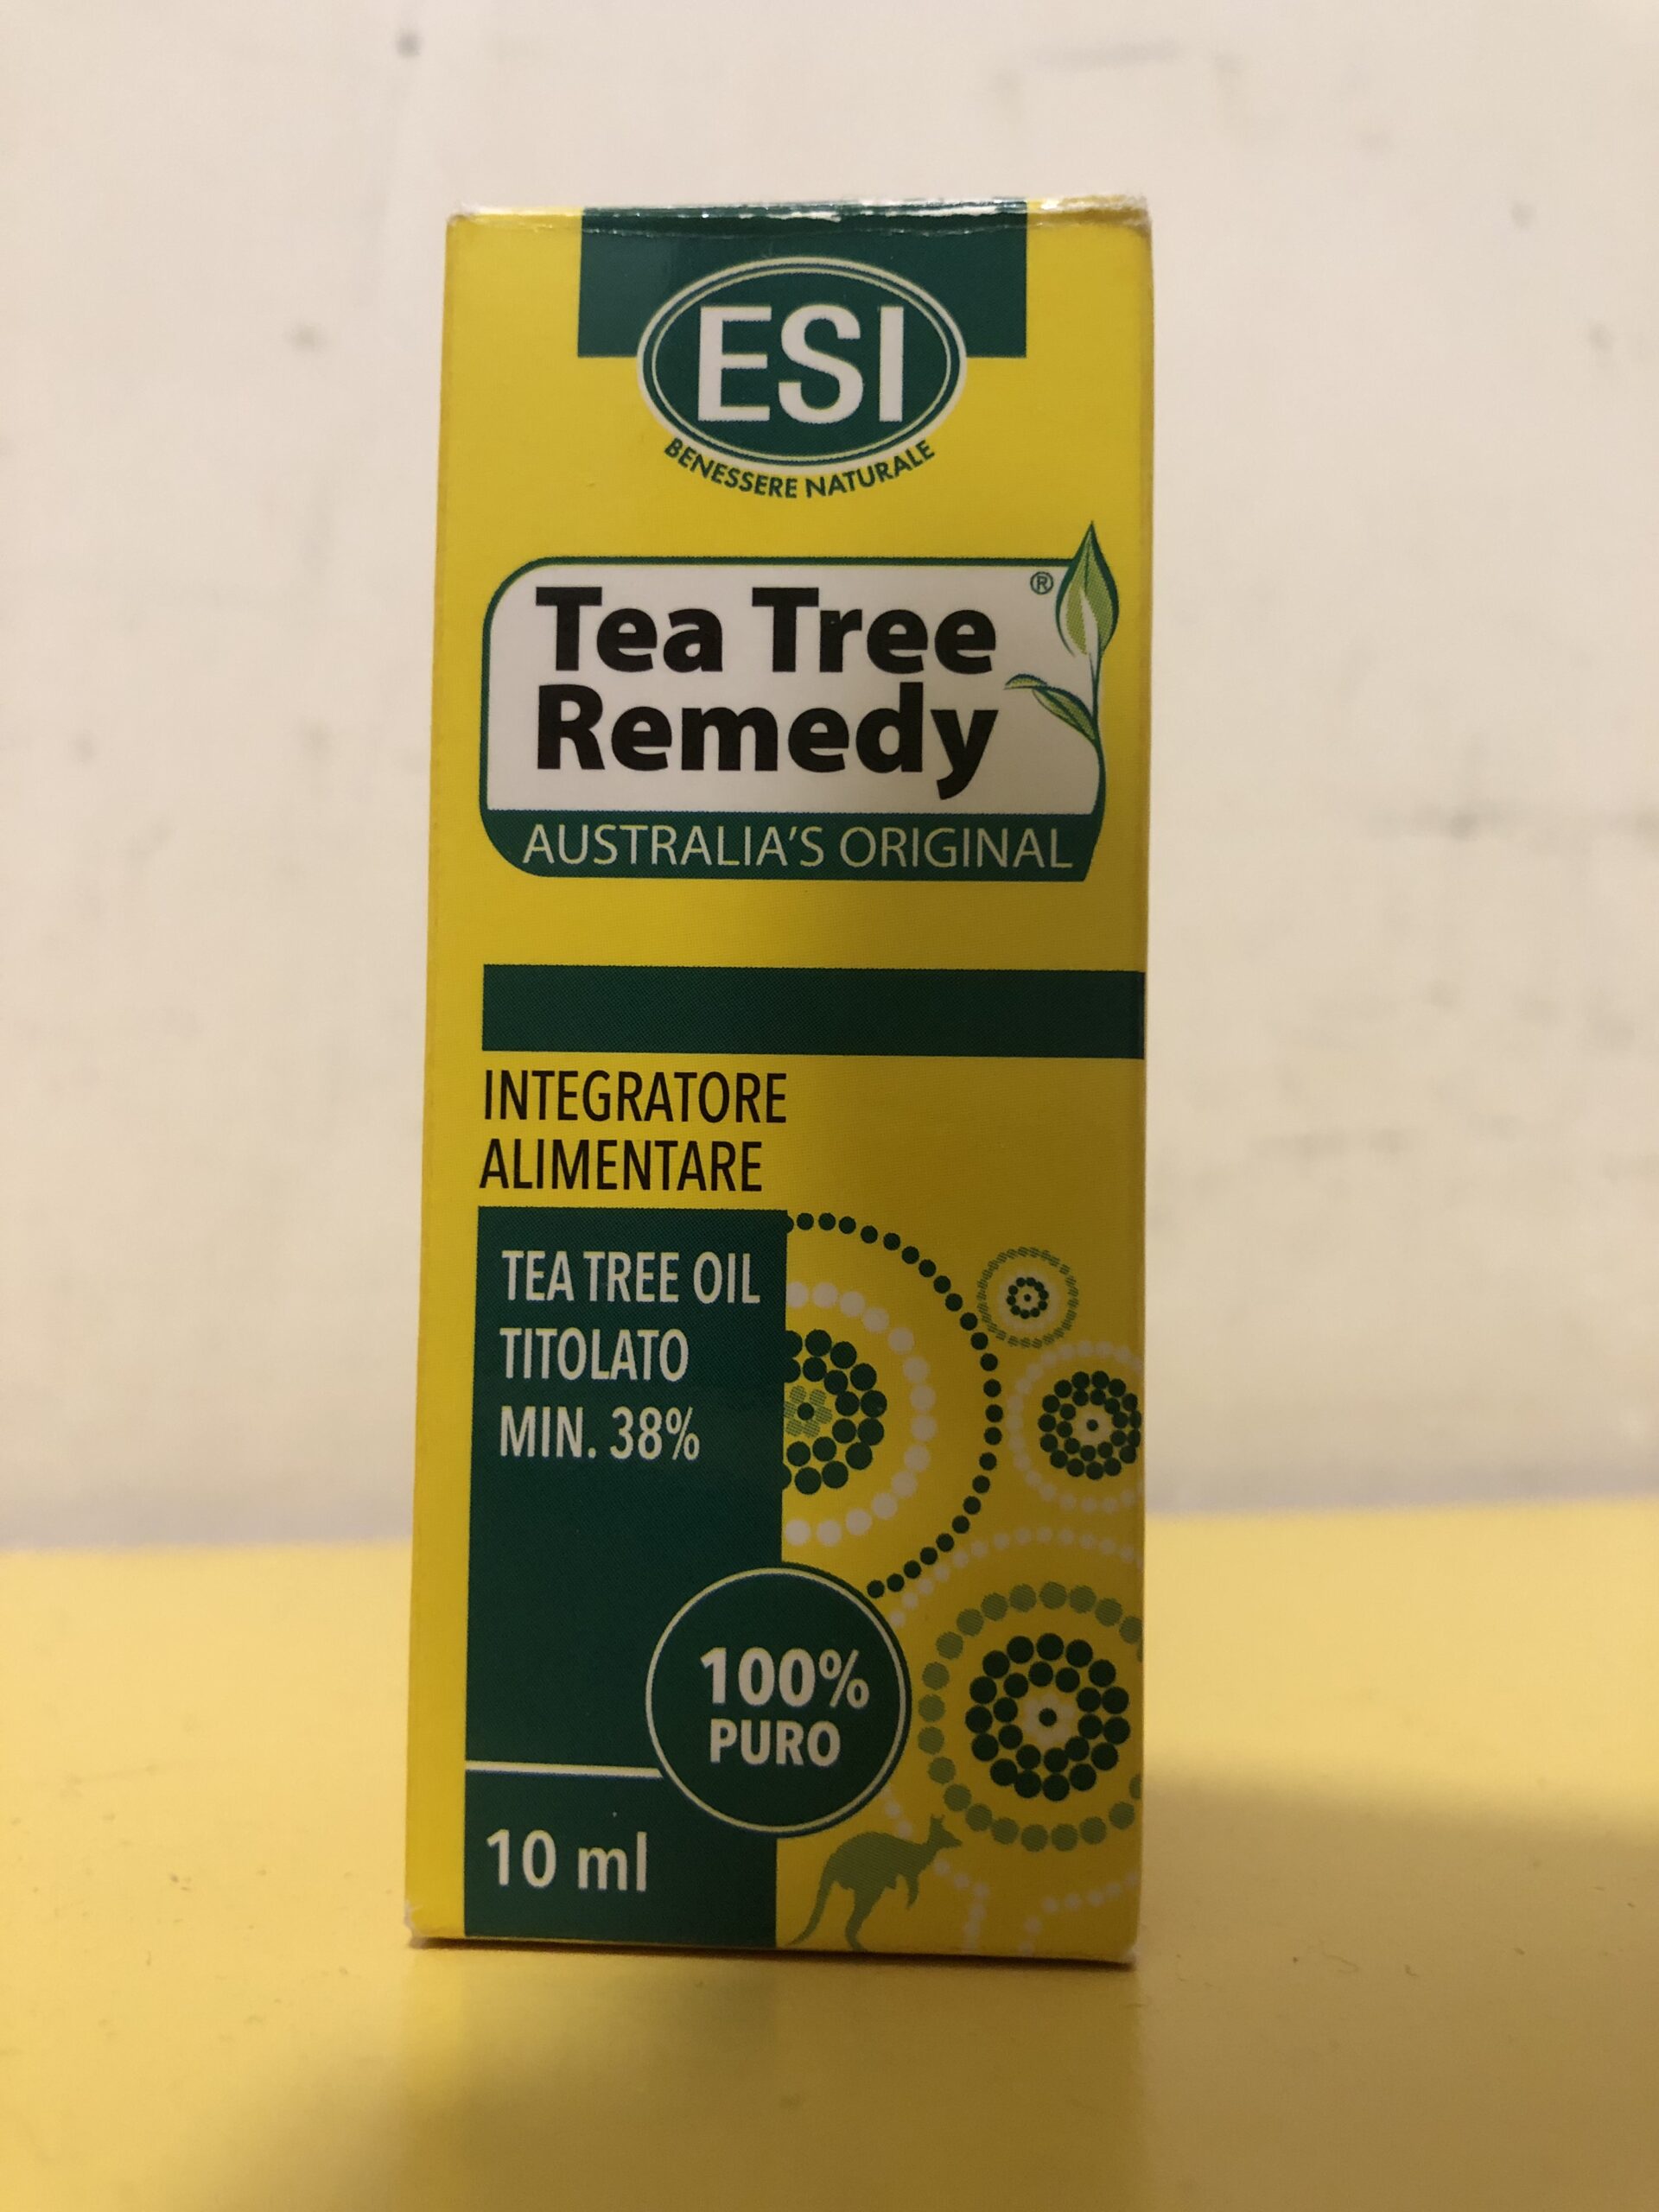 ESI
BENESSERE NATURALE
Tea Tree ®
Remedy
AUSTRALIA'S ORIGINAL
INTEGRATORE
ALIMENTARE
TEA TREE OIL
TITOLATO
MIN. 38%
100%
PURO
10 ml